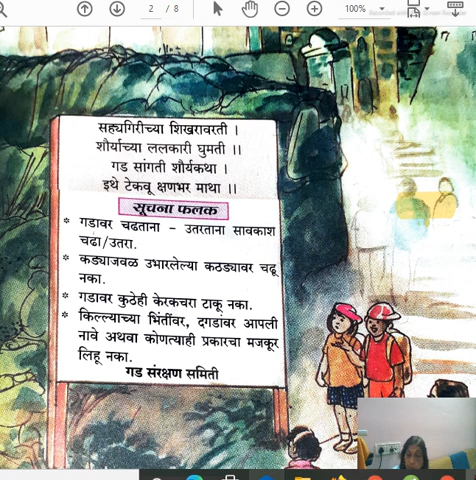 2 / 8
100%
सह्यगिरीच्या शिखरावरती ।
शौर्याच्या ललकारी घुमती ।।
गड सांगती शौर्यकथा ।
इथे टेकवू क्षणभर माथा ।।
सूचना फलक
* गडावर चढताना - उतरताना सावकाश
चढा/उतरा.
* कड्याजवळ उभारलेल्या कठड्यावर चढू
नका.
* गडावर कुठेही केरकचरा टाकू नका.
* किल्ल्याच्या भिंतींवर, दगडांवर आपली
नावे अथवा कोणत्याही प्रकारचा मजकूर
लिहू नका.
गड संरक्षण समिती